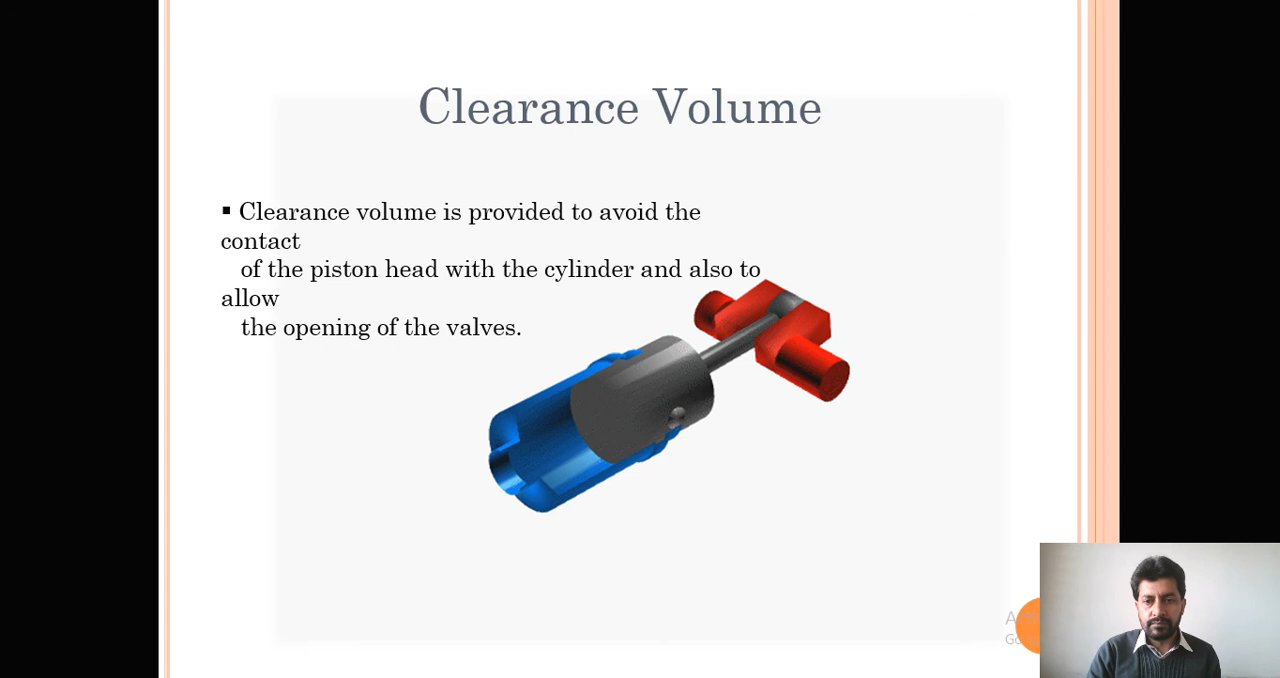 Clearance Volume
▪ Clearance volume is provided to avoid the
contact
of the piston head with the cylinder and also to
allow
the opening of the valves.